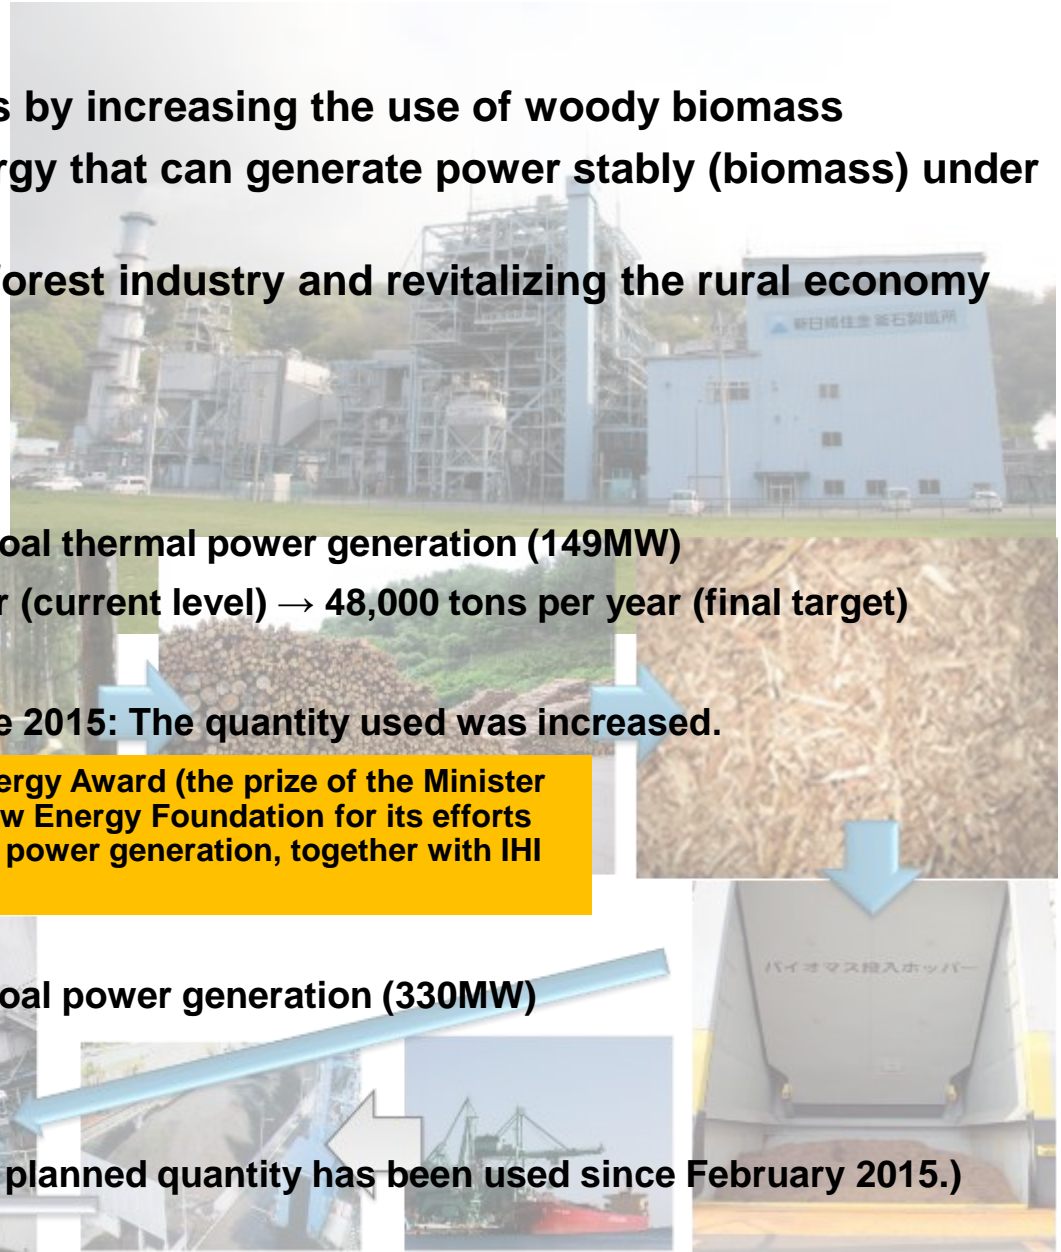 s by increasing the use of woody biomass
rgy that can generate power stably (biomass) under
orest industry and revitalizing the rural economy
新日鐵住金 釜石製鐵所
oal thermal power generation (149MW)
r (current level) → 48,000 tons per year (final target)
e 2015: The quantity used was increased.
ergy Award (the prize of the Minister
w Energy Foundation for its efforts
power generation, together with IHI
バイオマス投入ホッパー
oal power generation (330MW)
planned quantity has been used since February 2015.)